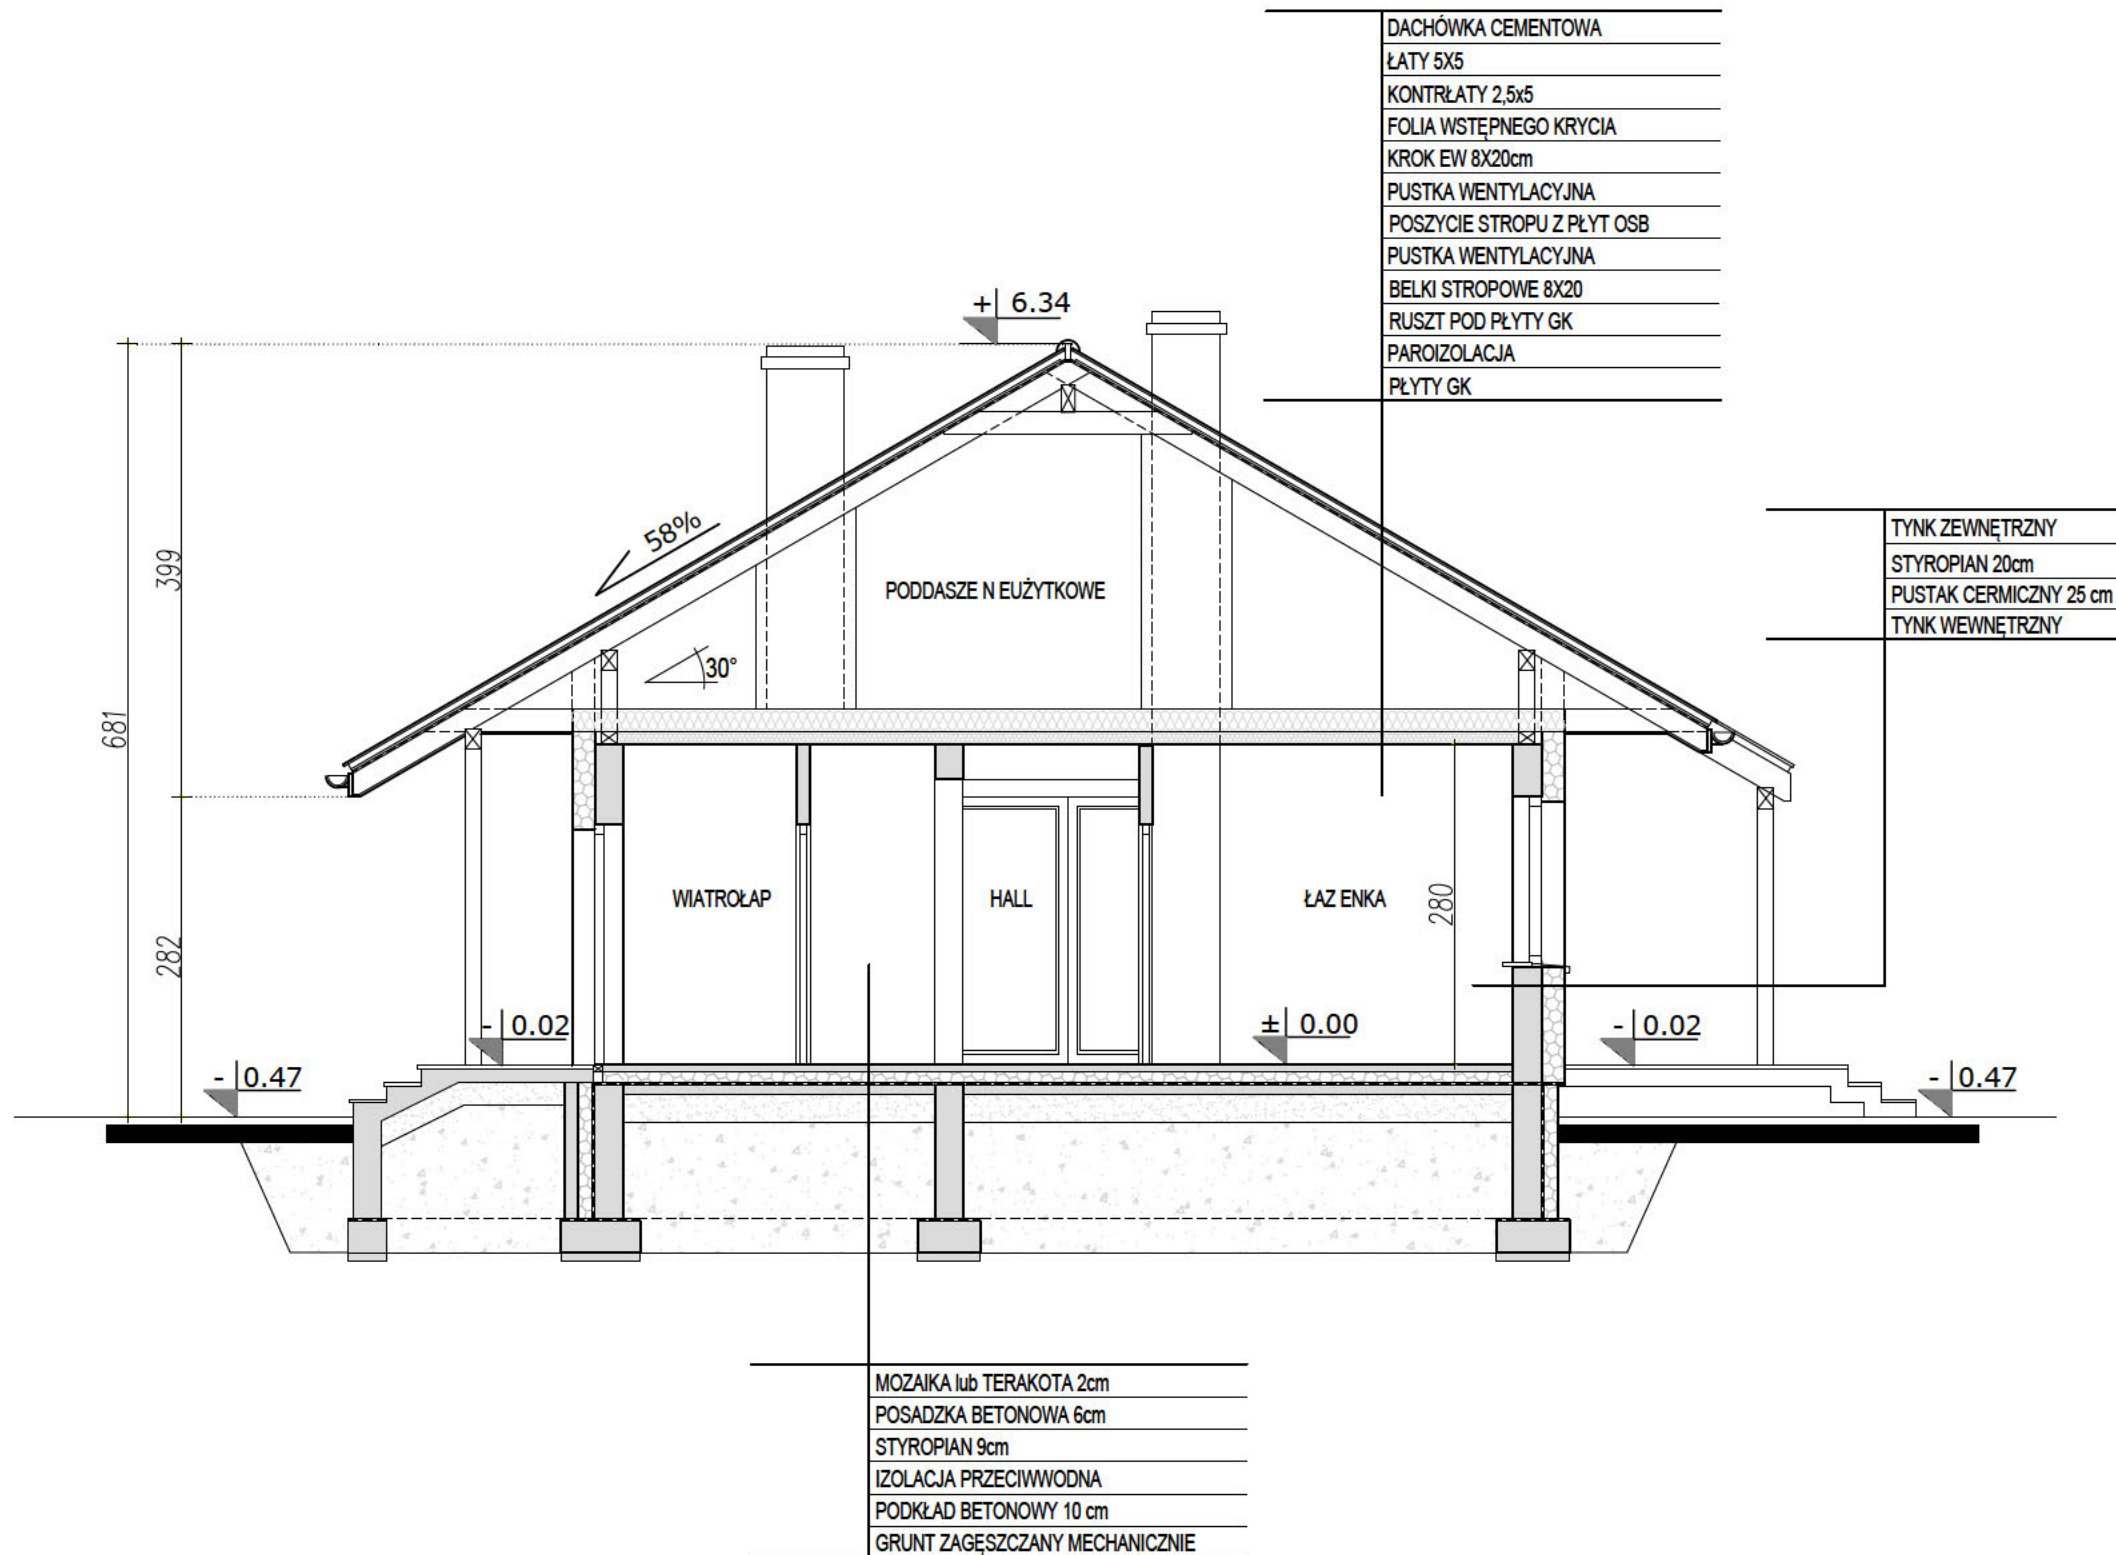 DACHÓWKA CEMENTOWA
ŁATY 5X5
KONTRŁATY 2,5x5
FOLIA WSTĘPNEGO KRYCIA
KROK EW 8X20cm
PUSTKA WENTYLACYJNA
POSZYCIE STROPU Z PŁYT OSB
PUSTKA WENTYLACYJNA
BELKI STROPOWE 8X20
RUSZT POD PŁYTY GK
PAROIZOLACJA
PŁYTY GK
+ 6.34
58%
399
TYNK ZEWNĘTRZNY
STYROPIAN 20cm
PUSTAK CERMICZNY 25 cm
TYNK WEWNĘTRZNY
PODDASZE N EUŻYTKOWE
30°
681
WIATROŁAP
HALL
ŁAZ ENKA
280
282
- 0.02
± 0.00
- 0.02
- 0.47
- 0.47
MOZAIKA lub TERAKOTA 2cm
POSADZKA BETONOWA 6cm
STYROPIAN 9cm
IZOLACJA PRZECIWWODNA
PODKŁAD BETONOWY 10 cm
GRUNT ZAGĘSZCZANY MECHANICZNIE